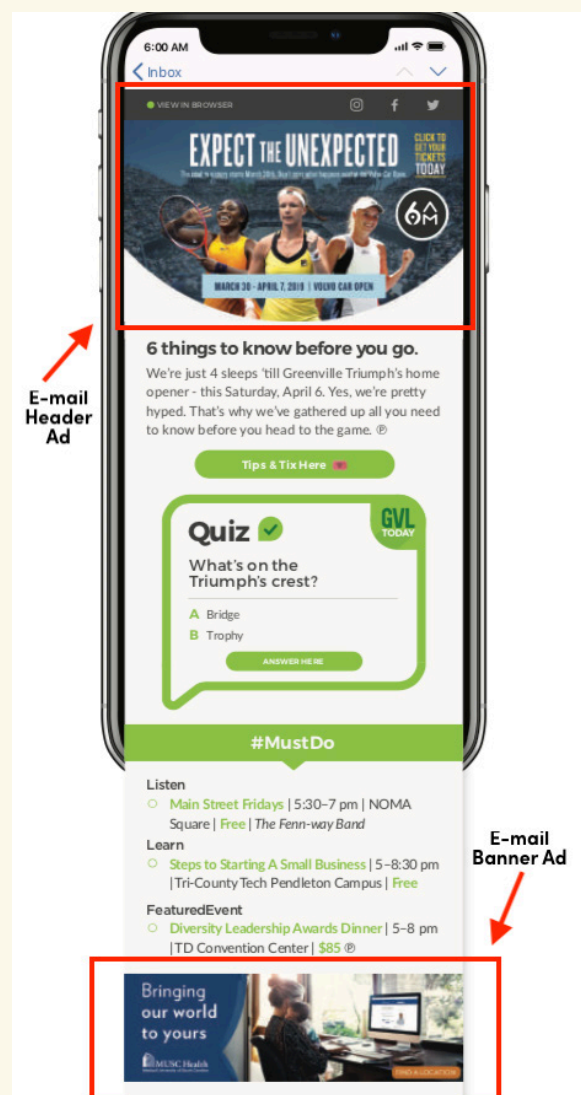 6:00 AM
Inbox
VIEW IN BROWSER
EXPECT THE UNEXPECTED
CLICK TO
GET YOUR
TICKETS
TODAY
6AM
MARCH 30 - APRIL 7, 2019 | VOLVO CAR OPEN
E-mail
Header
Ad
6 things to know before you go.
We're just 4 sleeps 'till Greenville Triumph's home
opener - this Saturday, April 6. Yes, we're pretty
hyped. That's why we've gathered up all you need
to know before you head to the game. ℗
Tips & Tix Here
Quiz
GVL
TODAY
What's on the
Triumph's crest?
A Bridge
B Trophy
ANSWER HERE
#MustDo
Listen
Main Street Fridays | 5:30–7 pm | NOMA
Square | Free | The Fenn-way Band
Learn
Steps to Starting A Small Business | 5–8:30 pm
| Tri-County Tech Pendleton Campus | Free
FeaturedEvent
Diversity Leadership Awards Dinner | 5–8 pm
| TD Convention Center | $85 ℗
E-mail
Banner Ad
Bringing
our world
to yours
MUSC Health
FIND A LOCATION